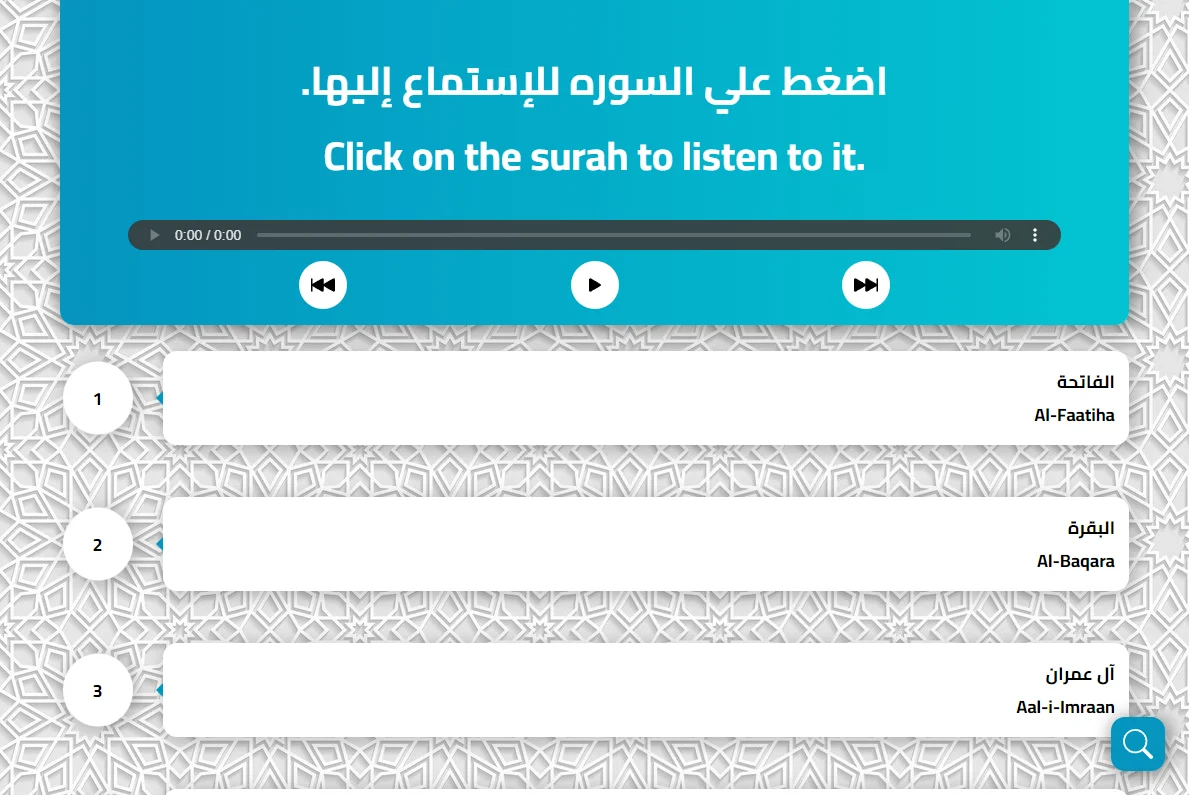 اضغط علي السوره للإستماع إليها.
Click on the surah to listen to it.
0:00 / 0:00
1
الفاتحة
Al-Faatiha
2
البقرة
Al-Baqara
3
آل عمران
Aal-i-Imraan